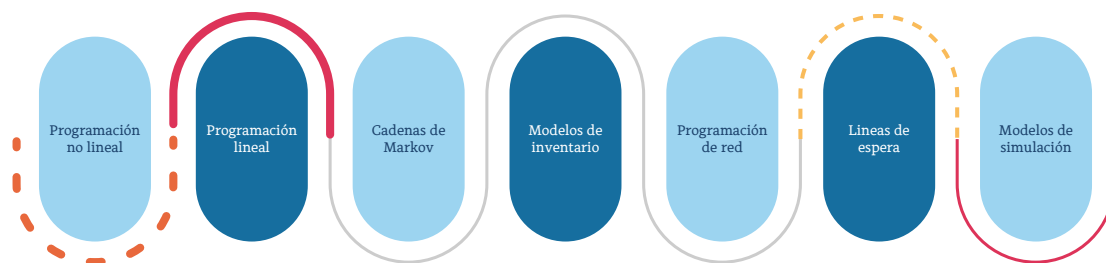 Programación
no lineal
Programación
lineal
Cadenas de
Markov
Modelos de
inventario
Programación
de red
Lineas de
espera
Modelos de
simulación